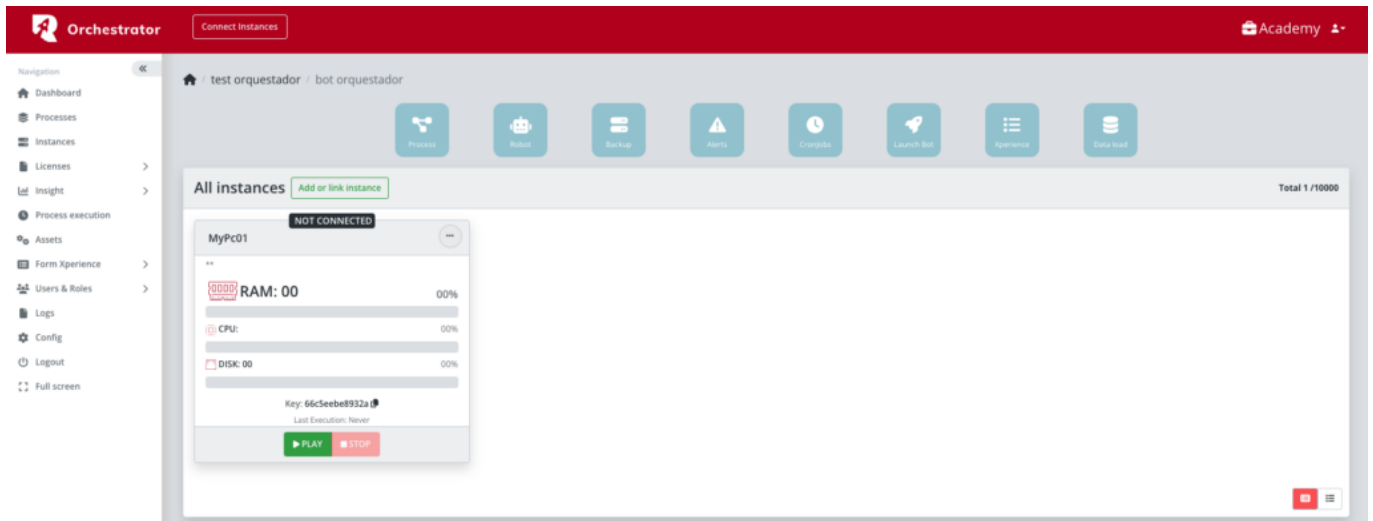 Orchestrator
Connect Instances
Academy
Navigation
Dashboard
Processes
Instances
Licenses
Insight
Process execution
Assets
Form Xperience
Users & Roles
Logs
Config
Logout
Full screen
/ test orquestador / bot orquestador
Process
Robot
Backup
Alerts
Cronjobs
Launch Bot
Xperience
Data load
All instances
Add or link instance
Total 1 /10000
NOT CONNECTED
MyPc01
--
RAM: 00
00%
CPU:
00%
DISK: 00
00%
Key: 66c5eebe8932a
Last Execution: Never
PLAY
STOP